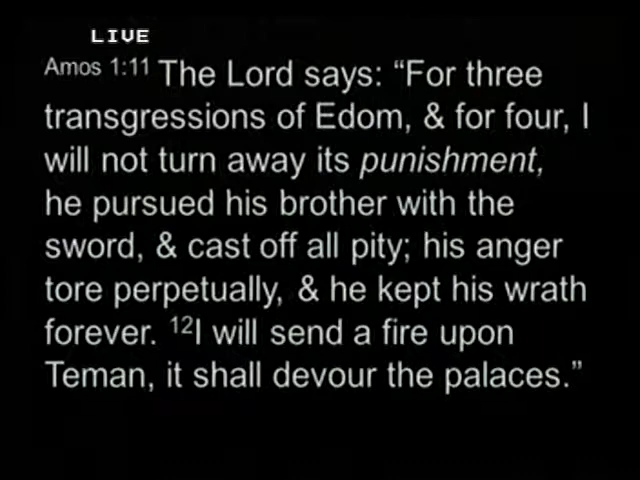 LIVE
Amos 1:11 The Lord says: “For three
transgressions of Edom, & for four, I
will not turn away its punishment,
he pursued his brother with the
sword, & cast off all pity; his anger
tore perpetually, & he kept his wrath
forever. 12I will send a fire upon
Teman, it shall devour the palaces.”